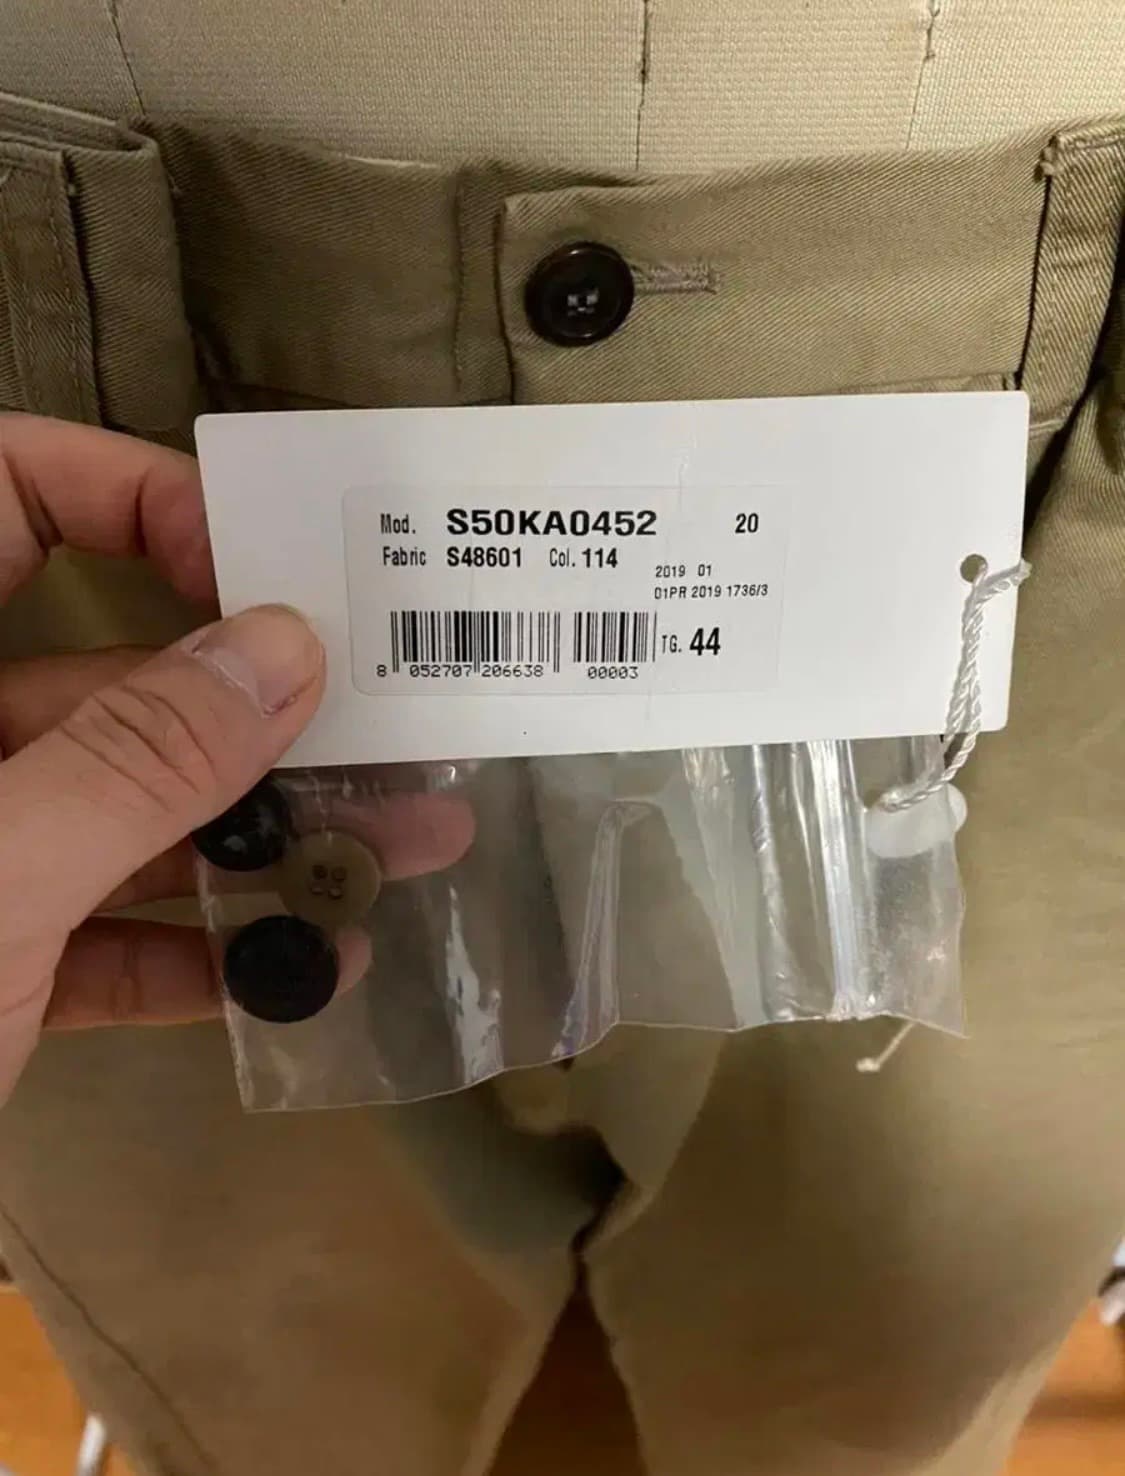 Mod. S50KA0452 20
Fabric S48601 Col. 114
2019 01
01PR 2019 1736/3
TG. 44
8 052707 206638 00003